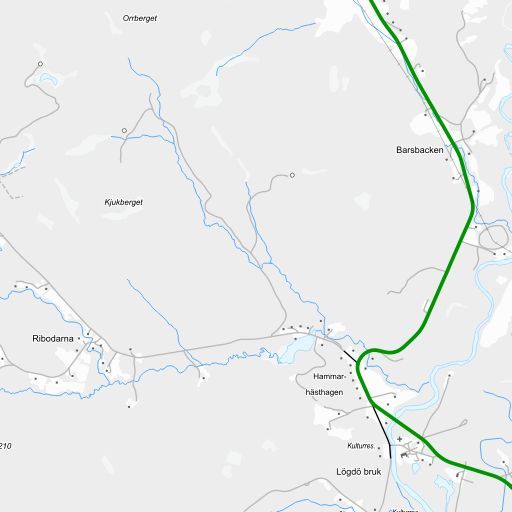 Orrberget
Barsbacken
Kjukberget
Ribodarna
Hammar-
hästhagen
210
Kulturres.
Lögdö bruk